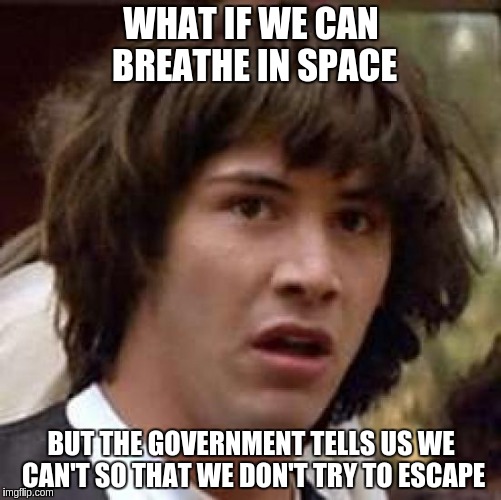 WHAT IF WE CAN
BREATHE IN SPACE
BUT THE GOVERNMENT TELLS US WE
CAN'T SO THAT WE DON'T TRY TO ESCAPE
imgflip.com